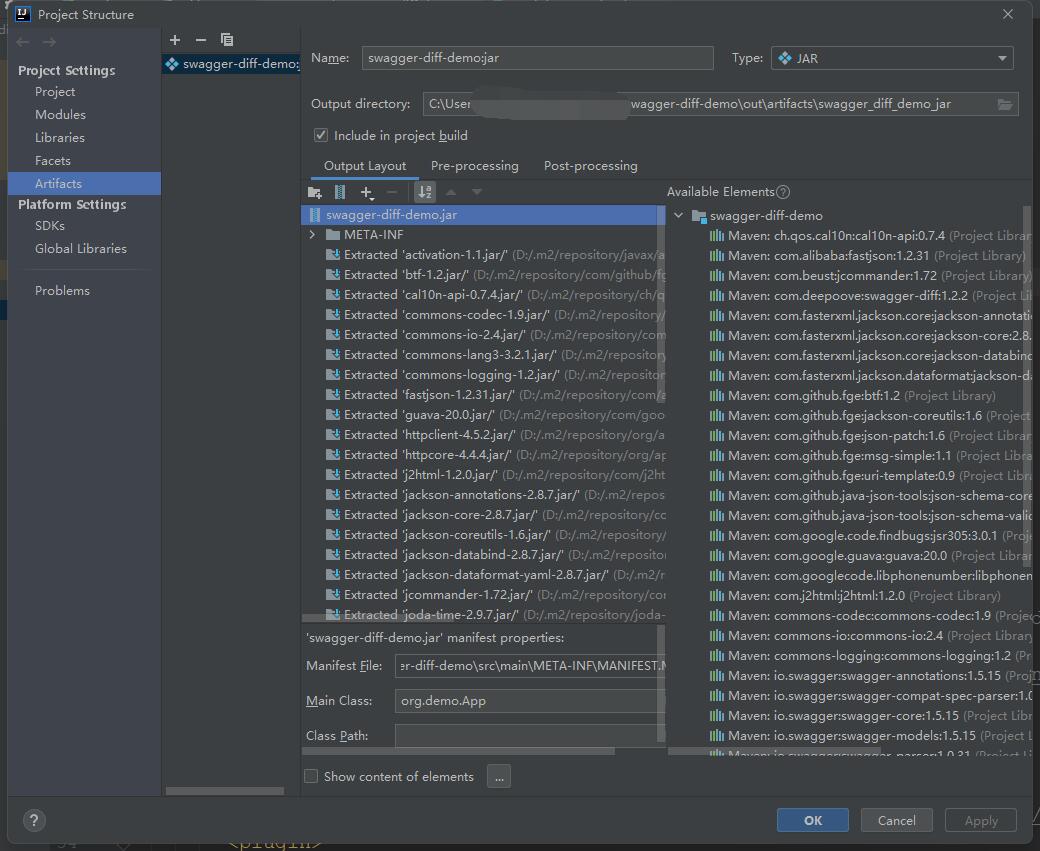 Project Structure
Project Settings
Project
Modules
Libraries
Facets
Artifacts
Platform Settings
SDKs
Global Libraries
Problems
swagger-diff-demo:
Name: swagger-diff-demo:jar
Type: JAR
Output directory: C:\User wagger-diff-demo\out\artifacts\swagger_diff_demo_jar
Include in project build
Output Layout Pre-processing Post-processing
swagger-diff-demo.jar
META-INF
Extracted 'activation-1.1.jar/' (D:/.m2/repository/javax/a
Extracted 'btf-1.2.jar/' (D:/.m2/repository/com/github/fg
Extracted 'cal10n-api-0.7.4.jar/' (D:/.m2/repository/ch/q
Extracted 'commons-codec-1.9.jar/' (D:/.m2/repository/
Extracted 'commons-io-2.4.jar/' (D:/.m2/repository/com
Extracted 'commons-lang3-3.2.1.jar/' (D:/.m2/repository
Extracted 'commons-logging-1.2.jar/' (D:/.m2/repositor
Extracted 'fastjson-1.2.31.jar/' (D:/.m2/repository/com/a
Extracted 'guava-20.0.jar/' (D:/.m2/repository/com/goo
Extracted 'httpclient-4.5.2.jar/' (D:/.m2/repository/org/a
Extracted 'httpcore-4.4.4.jar/' (D:/.m2/repository/org/ap
Extracted 'j2html-1.2.0.jar/' (D:/.m2/repository/com/j2ht
Extracted 'jackson-annotations-2.8.7.jar/' (D:/.m2/repos
Extracted 'jackson-core-2.8.7.jar/' (D:/.m2/repository/co
Extracted 'jackson-coreutils-1.6.jar/' (D:/.m2/repository/
Extracted 'jackson-databind-2.8.7.jar/' (D:/.m2/reposito
Extracted 'jackson-dataformat-yaml-2.8.7.jar/' (D:/.m2/r
Extracted 'jcommander-1.72.jar/' (D:/.m2/repository/cor
Extracted 'joda-time-2.9.7.jar/' (D:/.m2/repository/joda-
'swagger-diff-demo.jar' manifest properties:
Manifest File: er-diff-demo\src\main\META-INF\MANIFEST.M
Main Class: org.demo.App
Class Path:
Show content of elements ...
Available Elements ?
swagger-diff-demo
Maven: ch.qos.cal10n:cal10n-api:0.7.4 (Project Librar
Maven: com.alibaba:fastjson:1.2.31 (Project Library)
Maven: com.beust:jcommander:1.72 (Project Library)
Maven: com.deepoove:swagger-diff:1.2.2 (Project Li
Maven: com.fasterxml.jackson.core:jackson-annotatio
Maven: com.fasterxml.jackson.core:jackson-core:2.8.
Maven: com.fasterxml.jackson.core:jackson-databind
Maven: com.fasterxml.jackson.dataformat:jackson-da
Maven: com.github.fge:btf:1.2 (Project Library)
Maven: com.github.fge:jackson-coreutils:1.6 (Project
Maven: com.github.fge:json-patch:1.6 (Project Librar
Maven: com.github.fge:msg-simple:1.1 (Project Libra
Maven: com.github.fge:uri-template:0.9 (Project Libra
Maven: com.github.java-json-tools:json-schema-core
Maven: com.github.java-json-tools:json-schema-valid
Maven: com.google.code.findbugs:jsr305:3.0.1 (Proje
Maven: com.google.guava:guava:20.0 (Project Library
Maven: com.googlecode.libphonenumber:libphonen
Maven: com.j2html:j2html:1.2.0 (Project Library)
Maven: commons-codec:commons-codec:1.9 (Projec
Maven: commons-io:commons-io:2.4 (Project Library
Maven: commons-logging:commons-logging:1.2 (Pr
Maven: io.swagger:swagger-annotations:1.5.15 (Proj
Maven: io.swagger:swagger-compat-spec-parser:1.0
Maven: io.swagger:swagger-core:1.5.15 (Project Libr
Maven: io.swagger:swagger-models:1.5.15 (Project L
Maven: io.swagger:swagger-parser:1.0.31 (Project Lib
? OK Cancel Apply
54 <plugin>